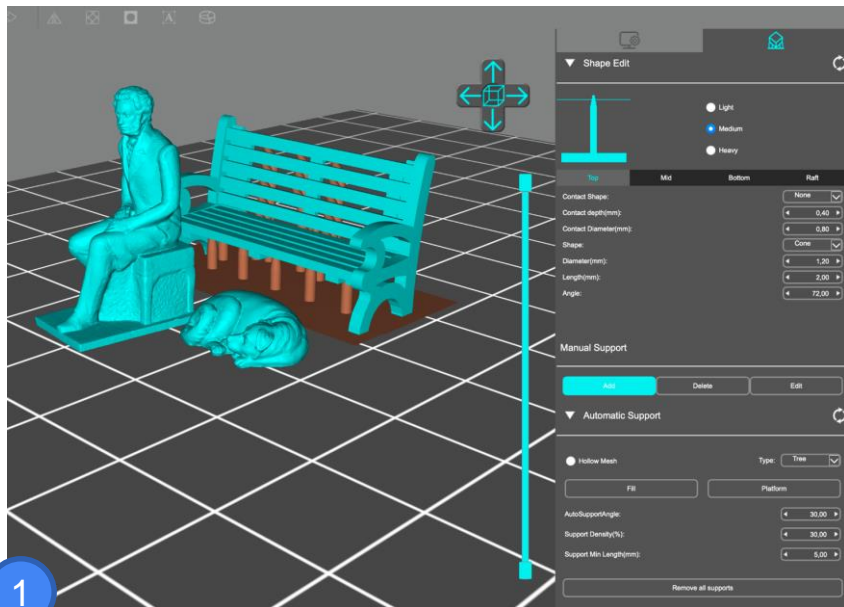 A
Shape Edit
Light
Medium
Heavy
Top Mid Bottom Raft
Contact Shape: None
Contact depth(mm): 0,40
Contact Diameter(mm): 0,80
Shape: Cone
Diameter(mm): 1,20
Length(mm): 2,00
Angle: 72,00
Manual Support
Add Delete Edit
Automatic Support
Hollow Mesh Type: Tree
Fill Platform
AutoSupportAngle: 30,00
Support Density(%): 30,00
Support Min Length(mm): 5,00
Remove all supports
1